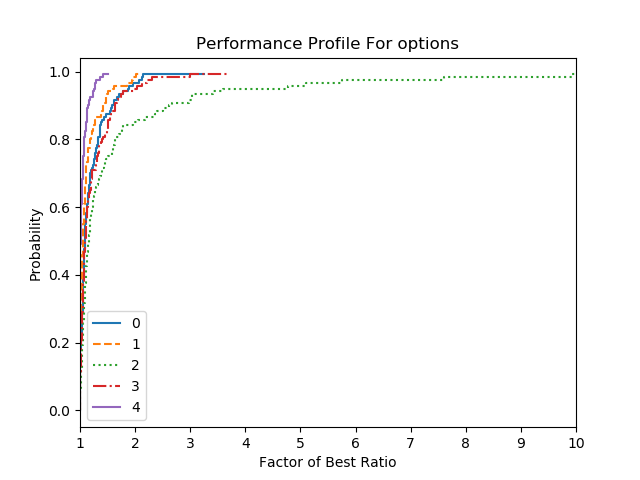 Performance Profile For options
1.0
0.8
0.6
0.4
0.2
0.0
Probability
0
1
2
3
4
1 2 3 4 5 6 7 8 9 10
Factor of Best Ratio